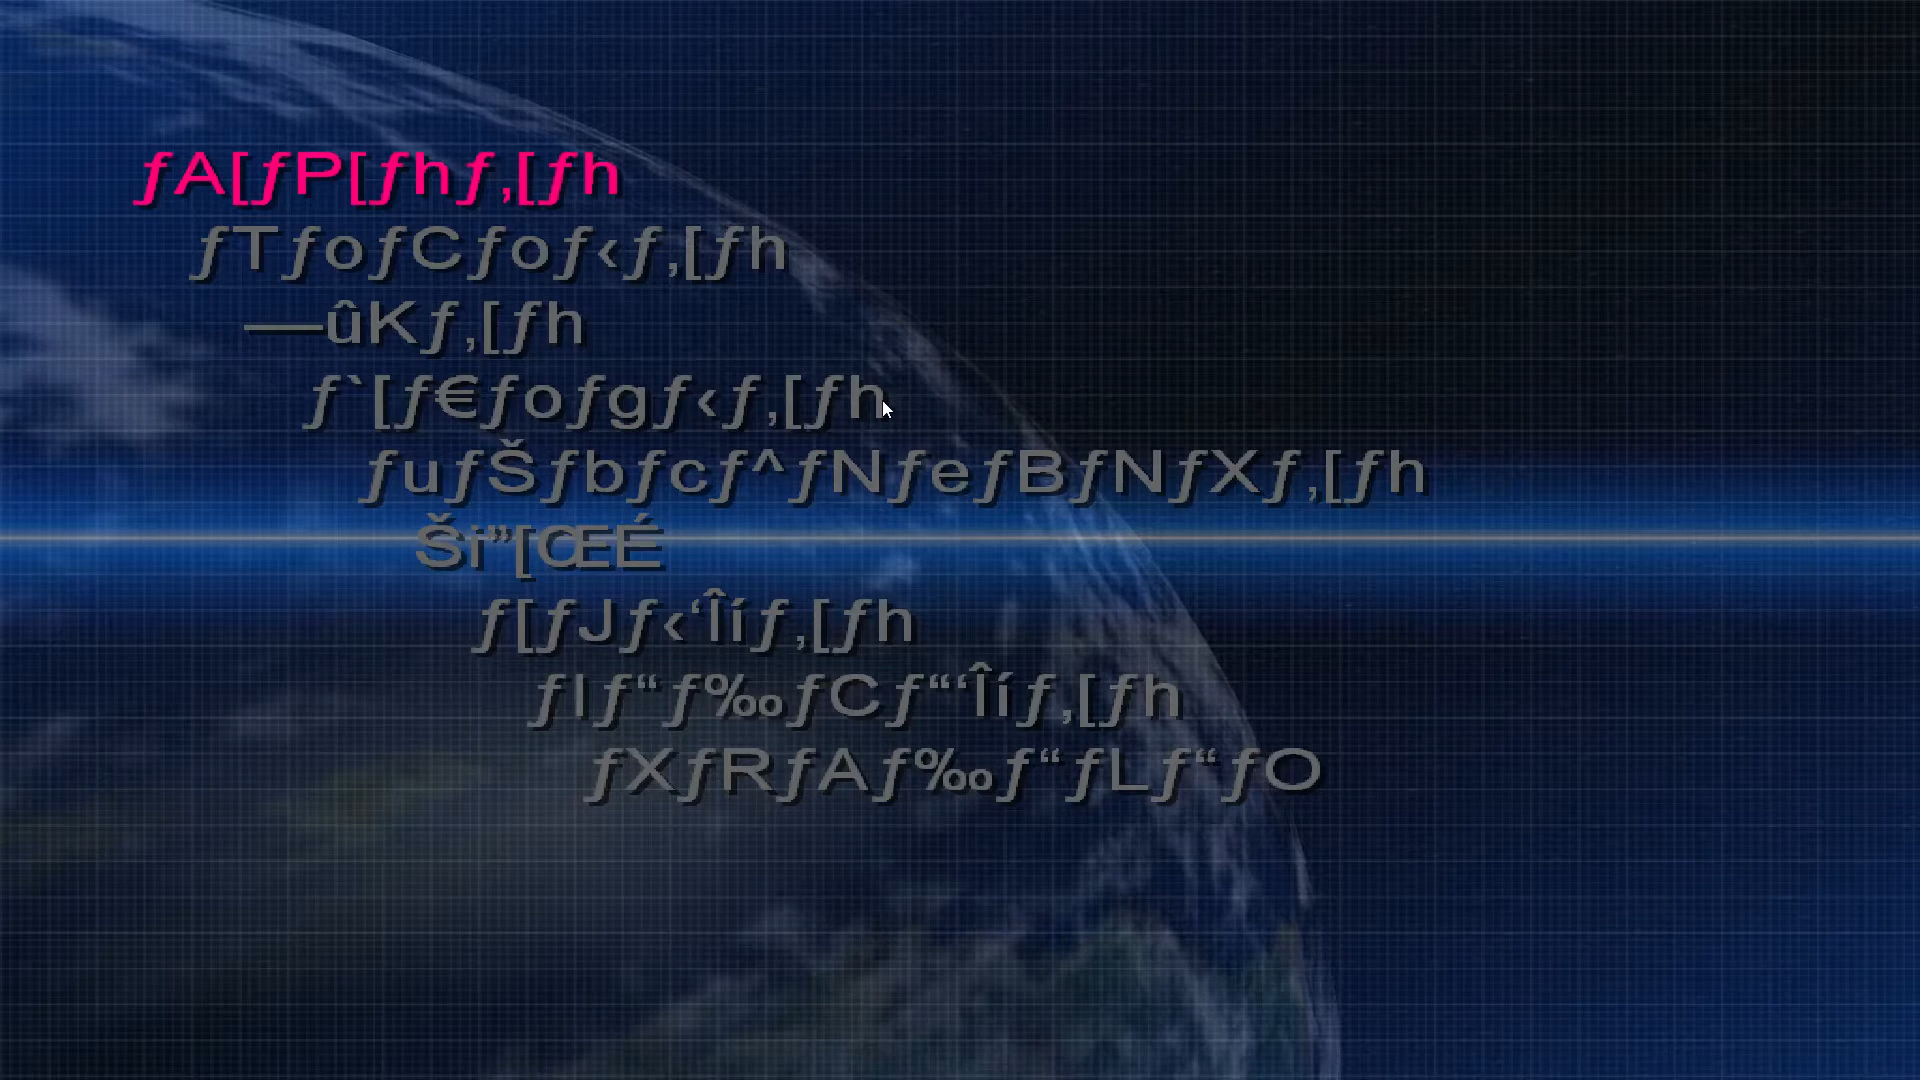 ƒA[ƒP[ƒhƒ‚[ƒh
ƒTƒoƒCƒoƒ‹ƒ‚[ƒh
—ûKƒ‚[ƒh
ƒ`[ƒ€ƒoƒgƒ‹ƒ‚[ƒh
ƒuƒŠƒbƒcƒ^ƒNƒeƒBƒNƒXƒ‚[ƒh
Ši”[ŒÉ
ƒ[ƒJƒ‹‘Îíƒ‚[ƒh
ƒIƒ“ƒ‰ƒCƒ“‘Îíƒ‚[ƒh
ƒXƒRƒAƒ‰ƒ“ƒLƒ“ƒO